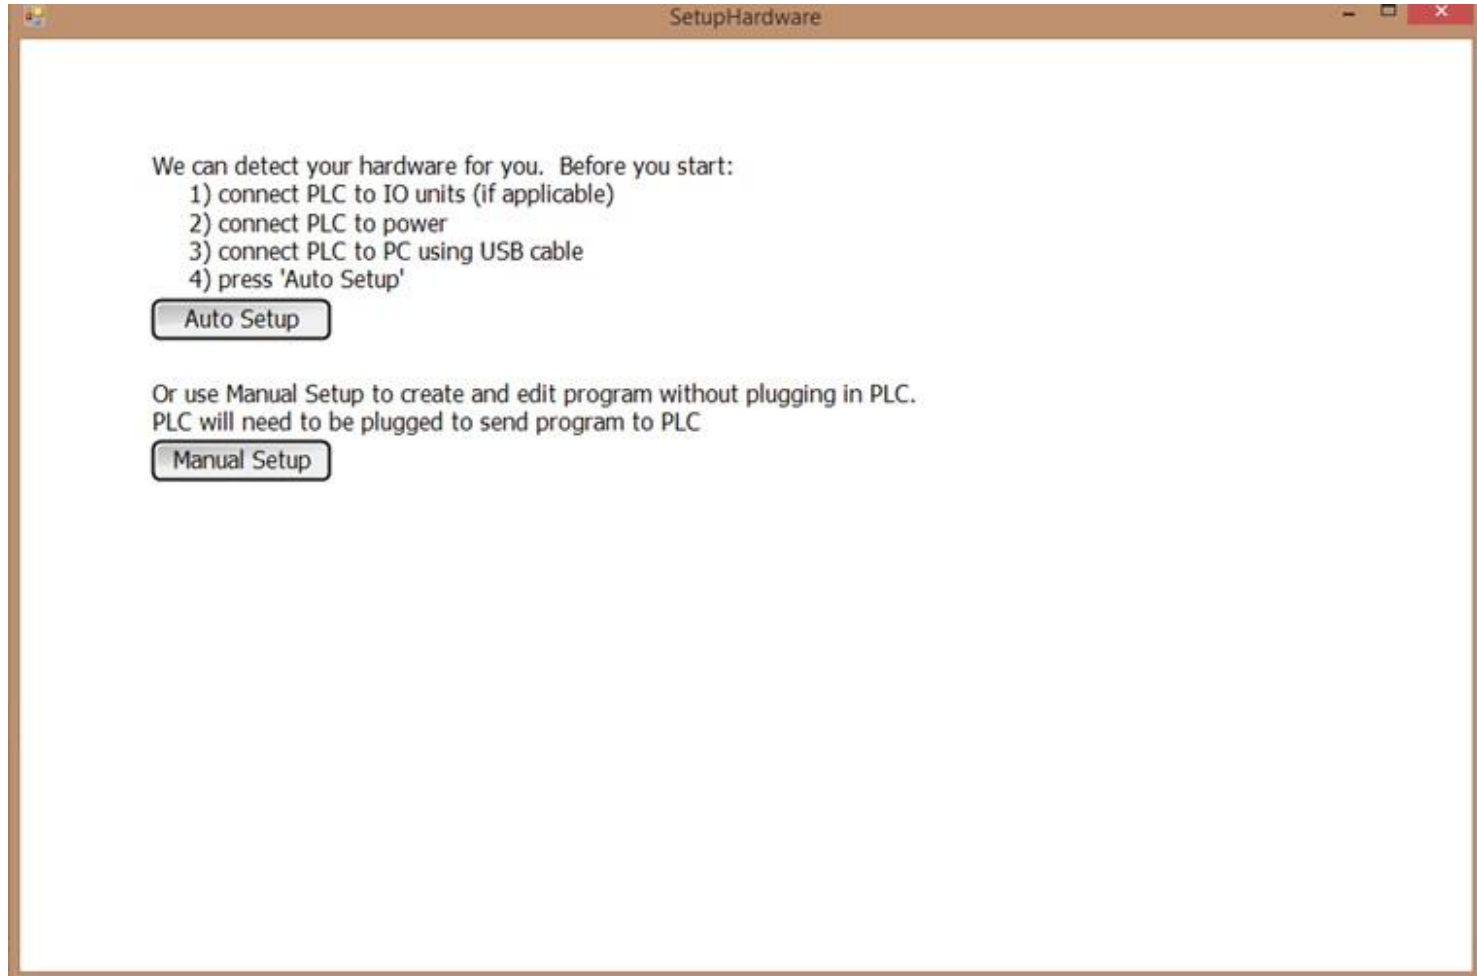 SetupHardware
We can detect your hardware for you.  Before you start:
1) connect PLC to IO units (if applicable)
2) connect PLC to power
3) connect PLC to PC using USB cable
4) press 'Auto Setup'
Auto Setup
Or use Manual Setup to create and edit program without plugging in PLC.
PLC will need to be plugged to send program to PLC
Manual Setup